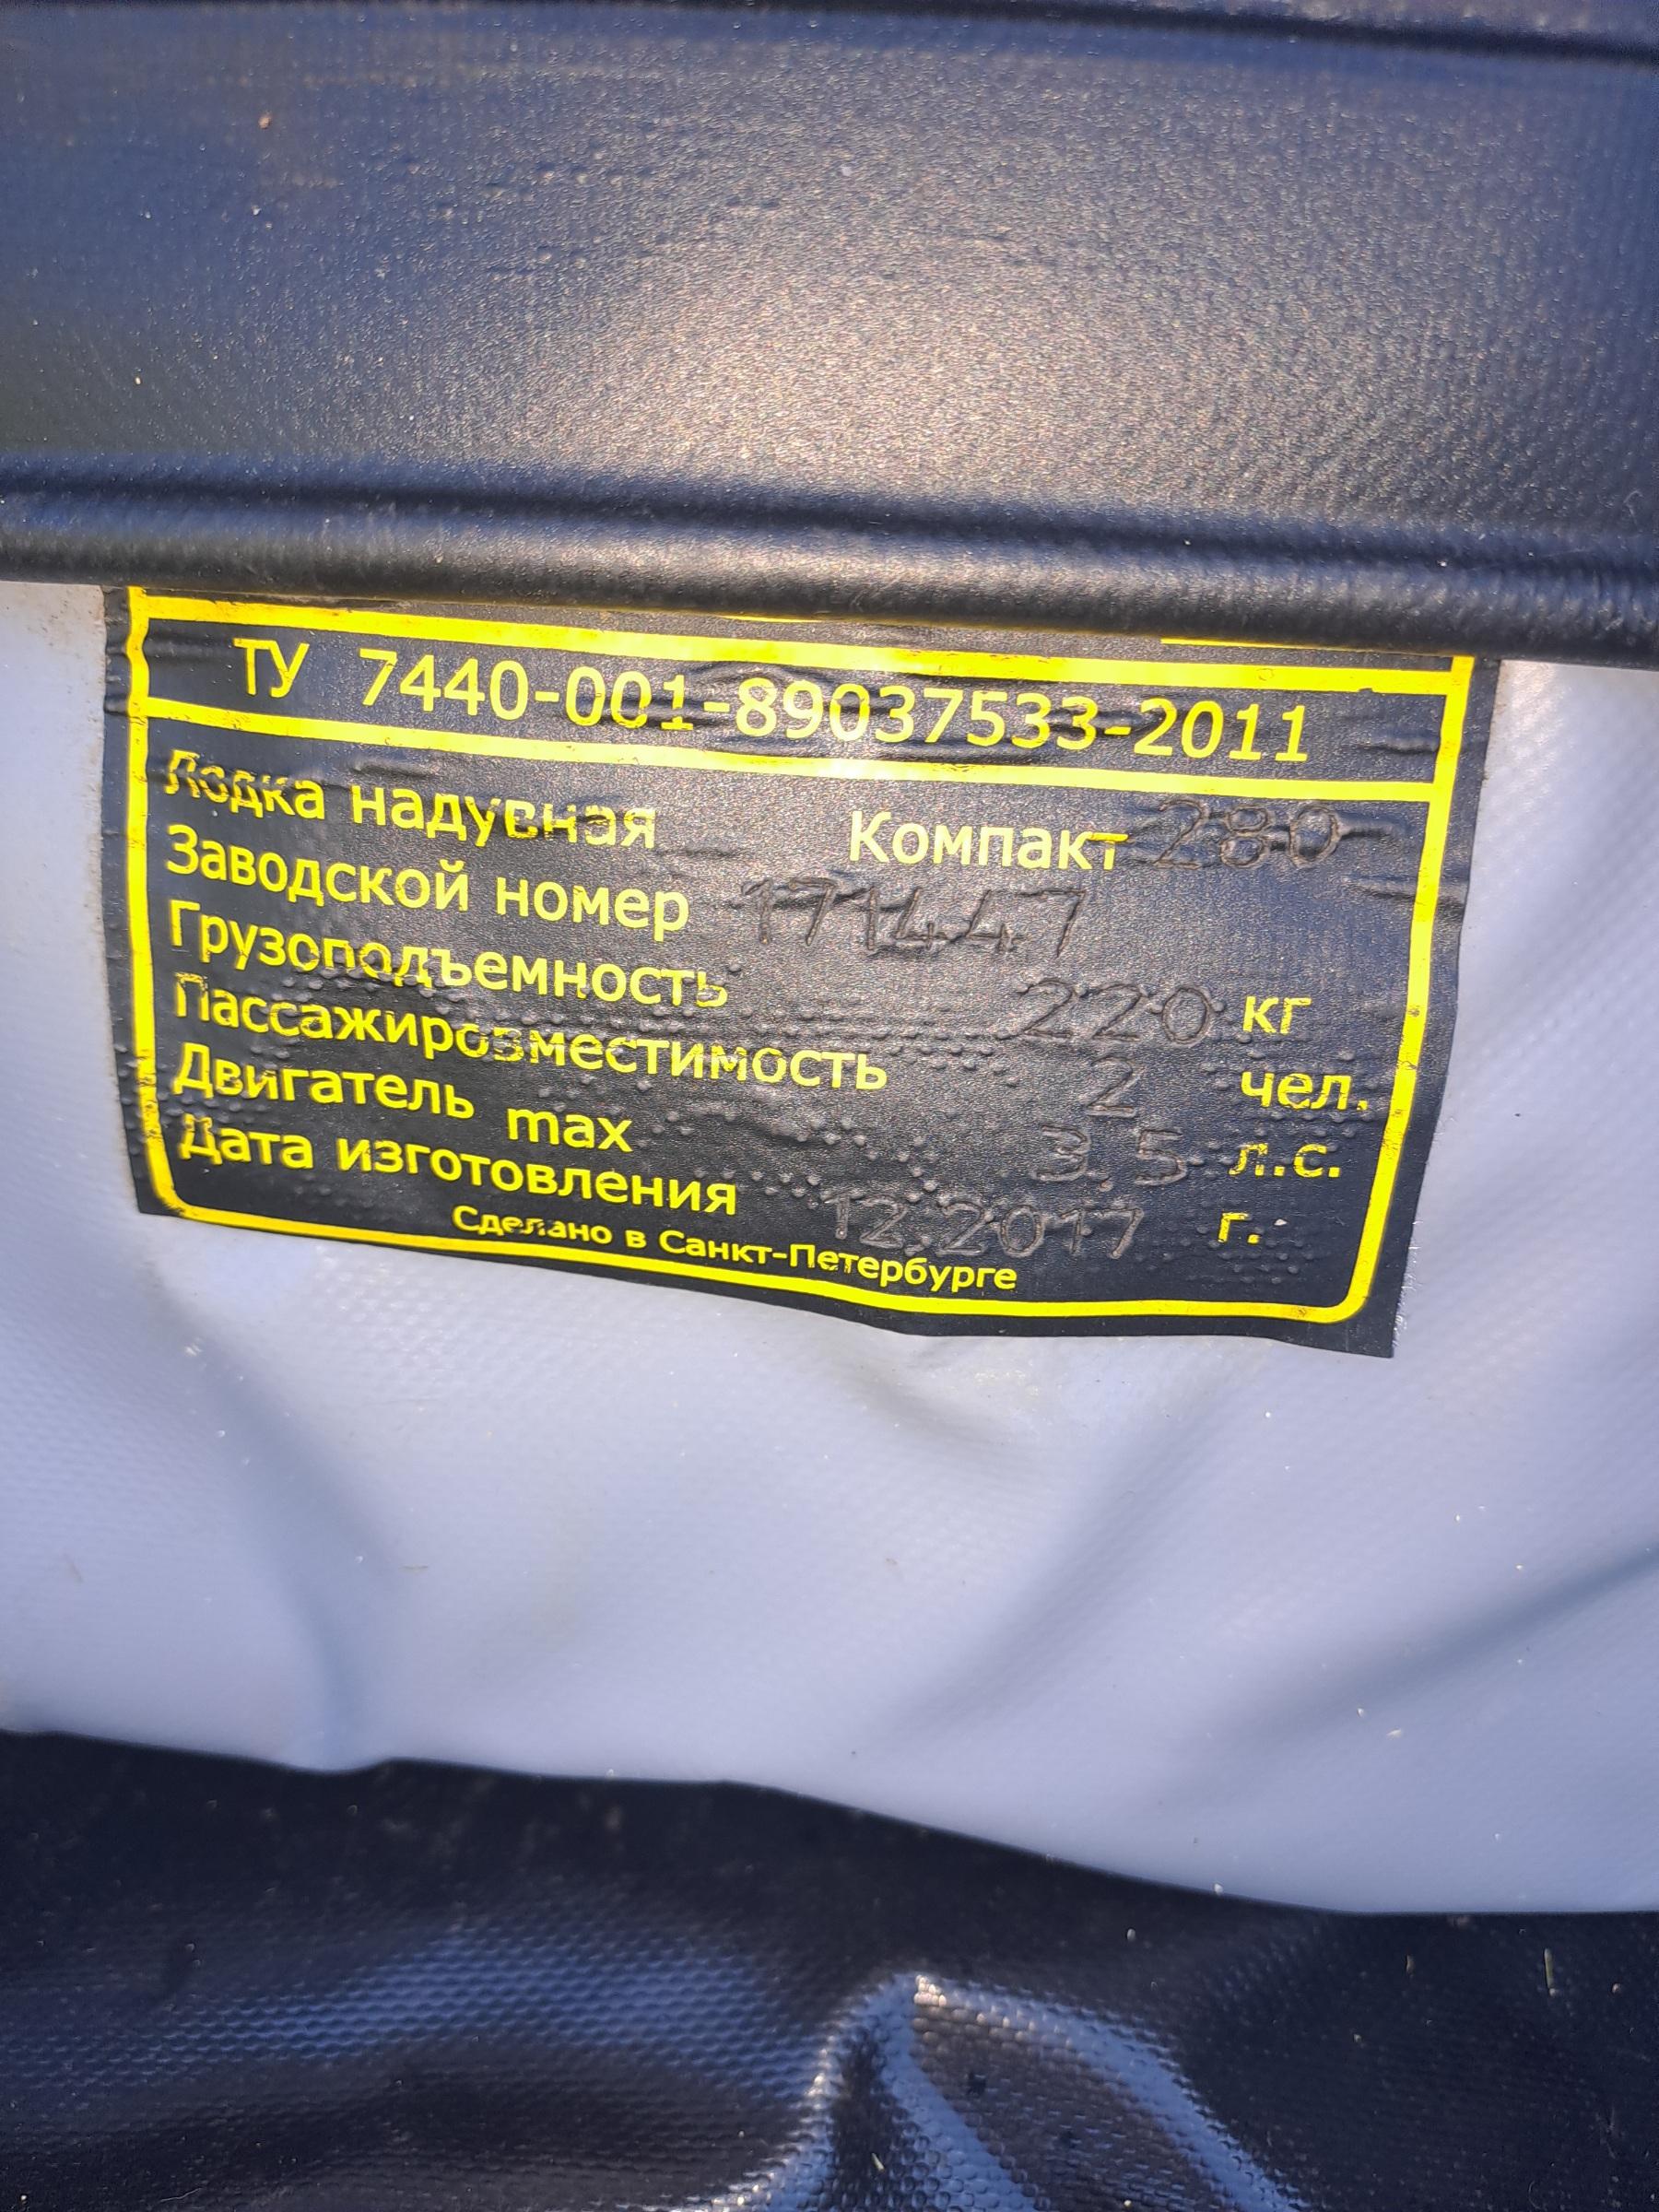 ТУ 7440-001-89037533-2011
Лодка надувная Компакт 280
Заводской номер 171447
Грузоподъемность 220 кг
Пассажировместимость 2 чел.
Двигатель max 3,5 л.с.
Дата изготовления 12.2017 г.
Сделано в Санкт-Петербурге